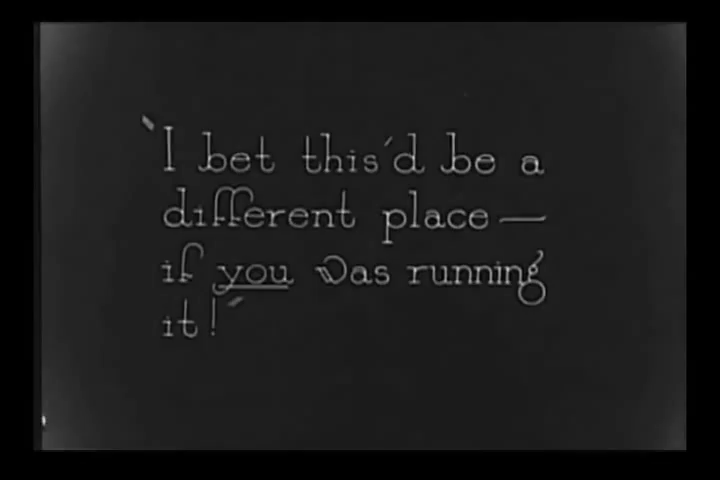 "I bet this'd be a
different place —
if you was running
it!"